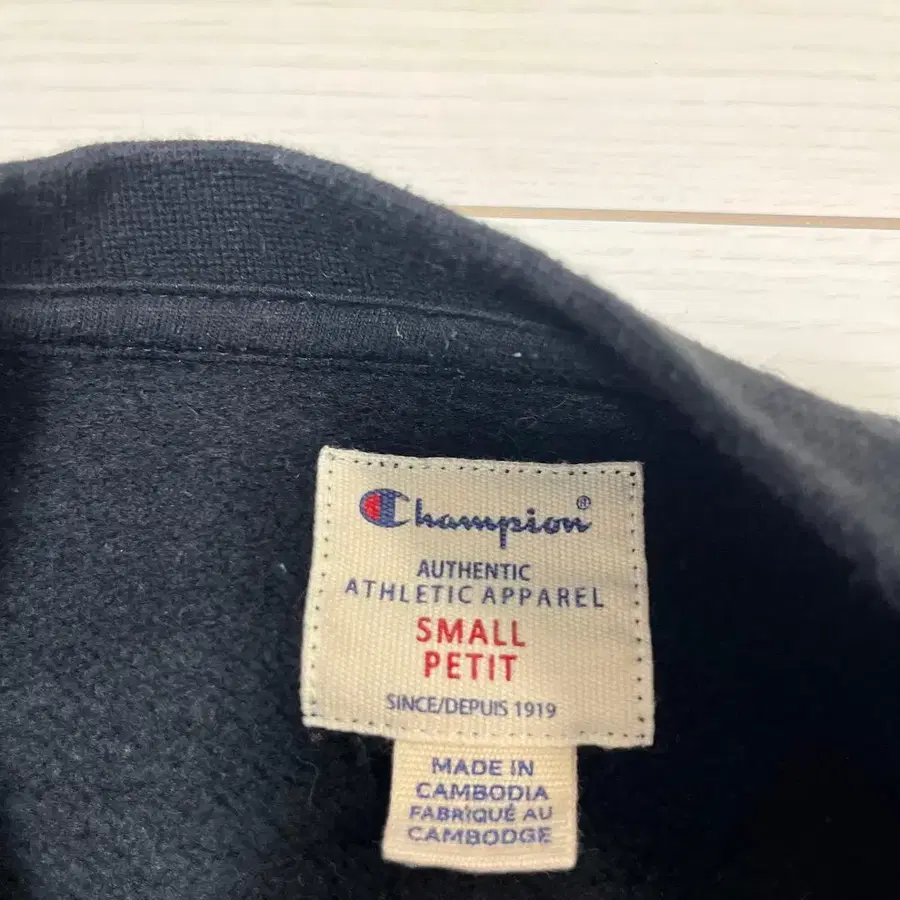 Champion®
AUTHENTIC
ATHLETIC APPAREL
SMALL
PETIT
SINCE/DEPUIS 1919
MADE IN
CAMBODIA
FABRIQUÉ AU
CAMBODGE